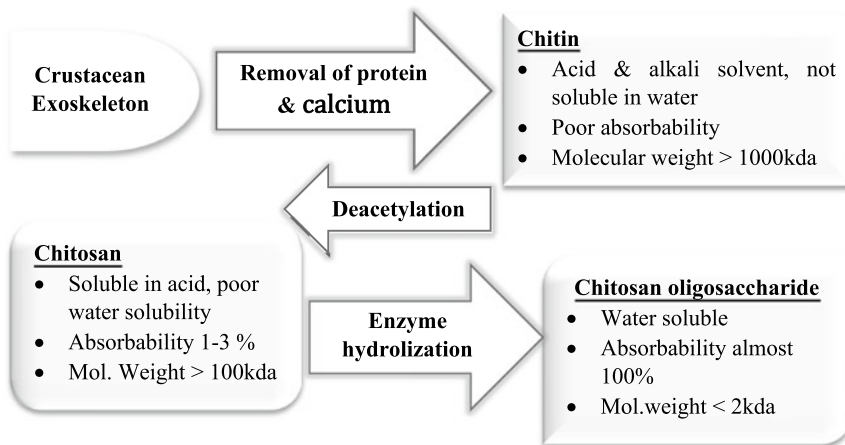 Crustacean
Exoskeleton
Removal of protein
& calcium
Chitin
• Acid & alkali solvent, not
soluble in water
• Poor absorbability
• Molecular weight > 1000kda
Deacetylation
Chitosan
• Soluble in acid, poor
water solubility
• Absorbability 1-3 %
• Mol. Weight > 100kda
Enzyme
hydrolization
Chitosan oligosaccharide
• Water soluble
• Absorbability almost
100%
• Mol.weight < 2kda